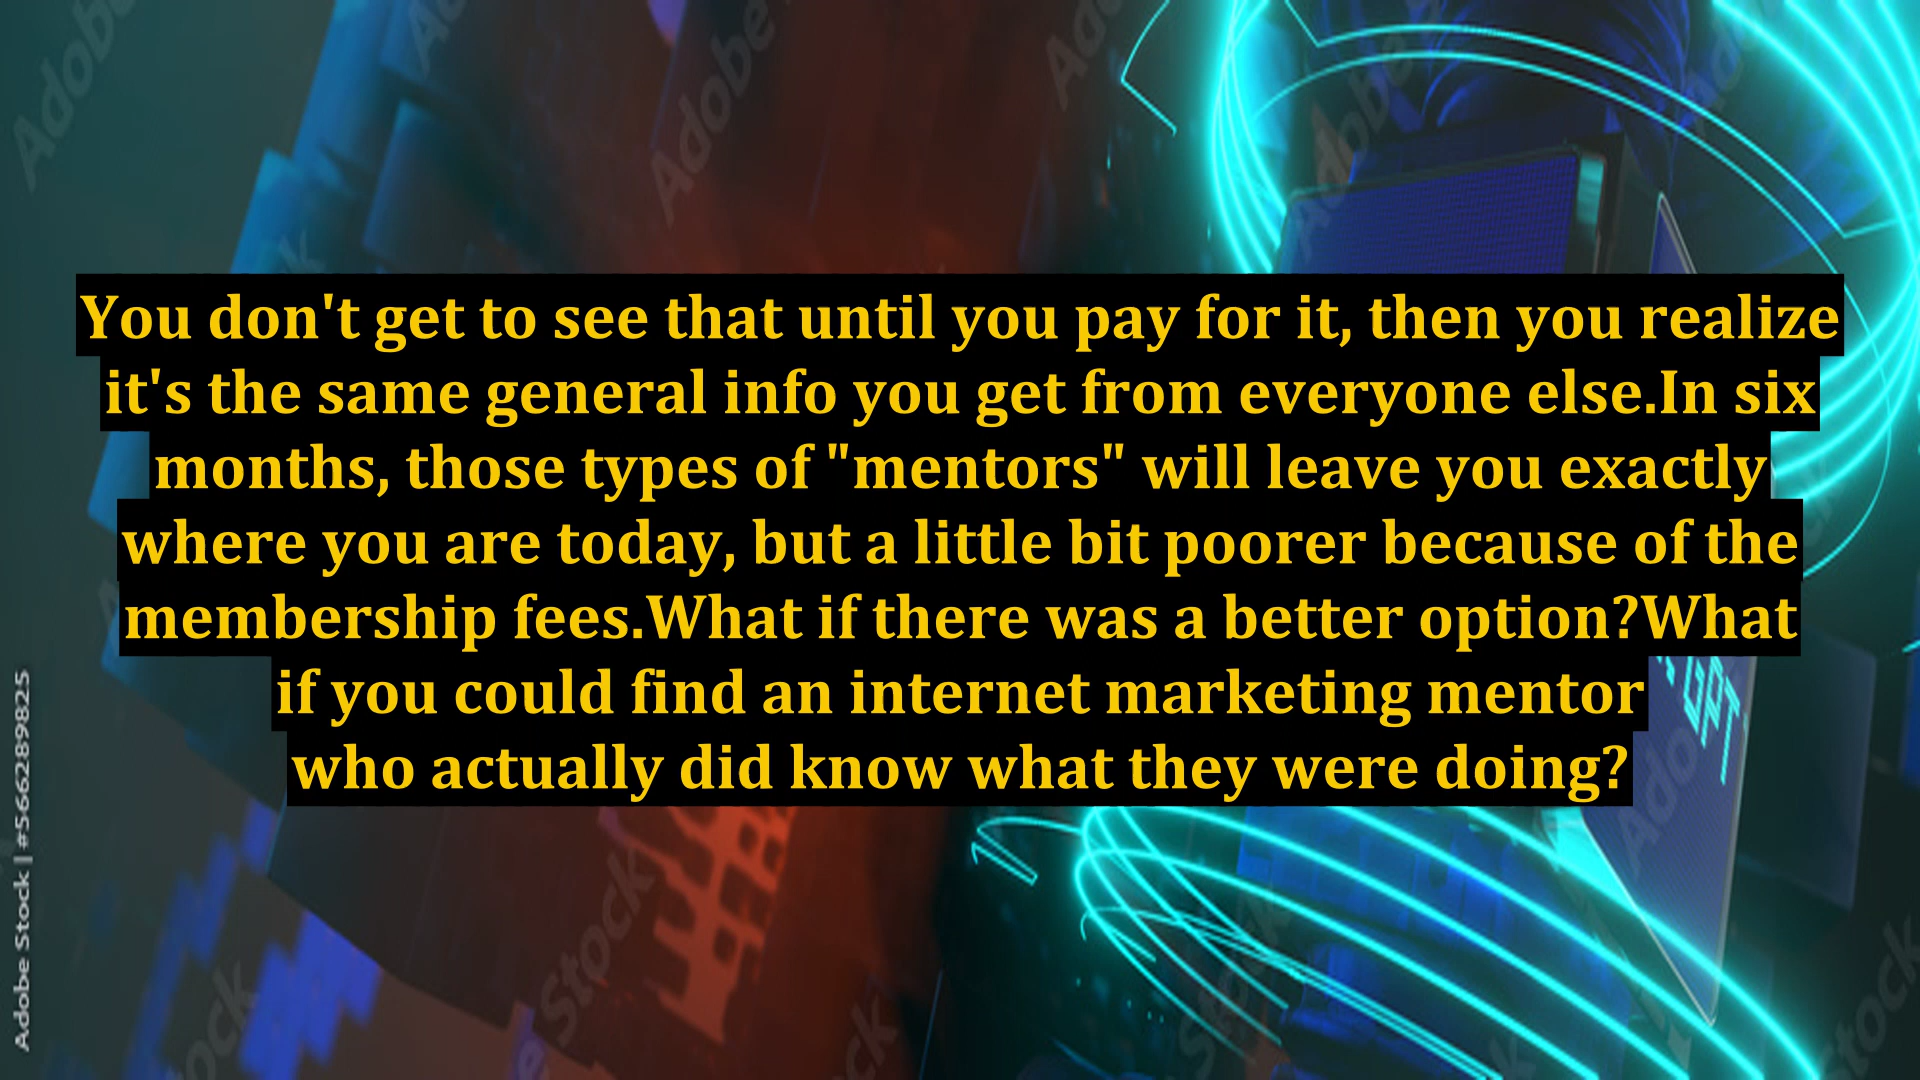 You don't get to see that until you pay for it, then you realize
it's the same general info you get from everyone else.In six
months, those types of "mentors" will leave you exactly
where you are today, but a little bit poorer because of the
membership fees.What if there was a better option?What
if you could find an internet marketing mentor
who actually did know what they were doing?
GPT
Adobe Stock | #566289825
Adobe Stock